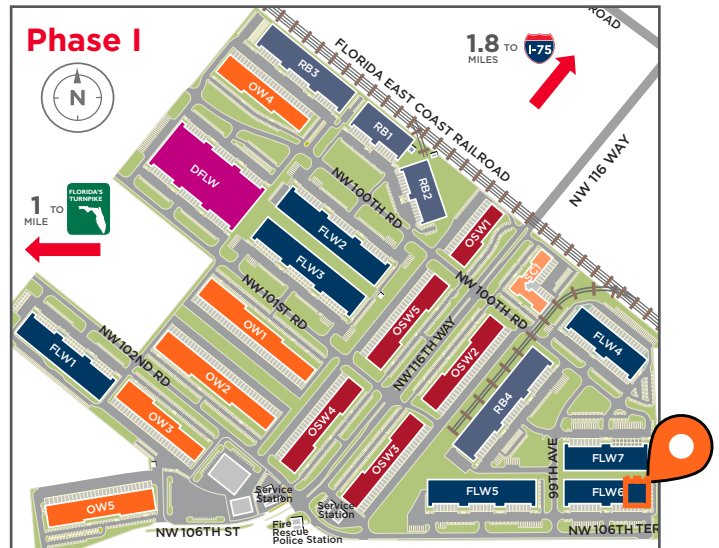 Phase I
N
1.8 TO
MILES
I-75
ROAD
FLORIDA EAST COAST RAILROAD
NW 116 WAY
RB3
OW4
RB1
RB2
DFLW
NW 100TH RD
FLORIDA'S
TURNPIKE
1 TO
MILE
FLW2
FLW3
OSW1
SC1
NW 100TH RD
NW 101ST RD
OSW5
NW 116TH WAY
OSW2
FLW4
OW1
FLW1
NW 102ND RD
OW2
OW3
OSW4
OSW3
RB4
99TH AVE
FLW7
FLW5
FLW6
OW5
Service
Station
Service
Station
NW 106TH ST
Fire
Rescue
Police Station
NW 106TH TER